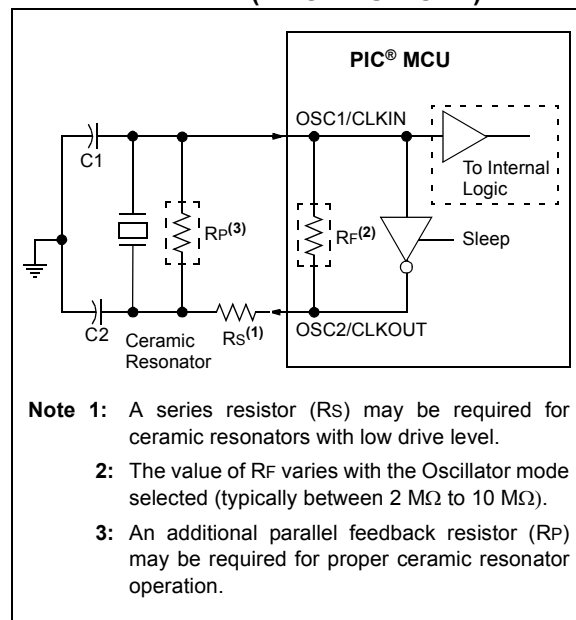 PIC® MCU
OSC1/CLKIN
C1
To Internal
Logic
RP(3)
RF(2)
Sleep
C2
Ceramic
Resonator
RS(1)
OSC2/CLKOUT
Note 1: A series resistor (RS) may be required for
ceramic resonators with low drive level.
2: The value of RF varies with the Oscillator mode
selected (typically between 2 MΩ to 10 MΩ).
3: An additional parallel feedback resistor (RP)
may be required for proper ceramic resonator
operation.